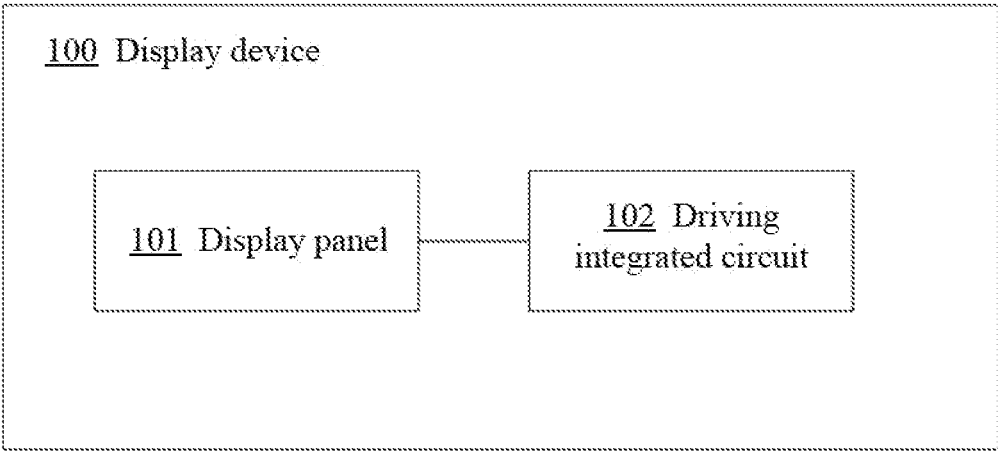 100 Display device
101 Display panel
102 Driving
integrated circuit